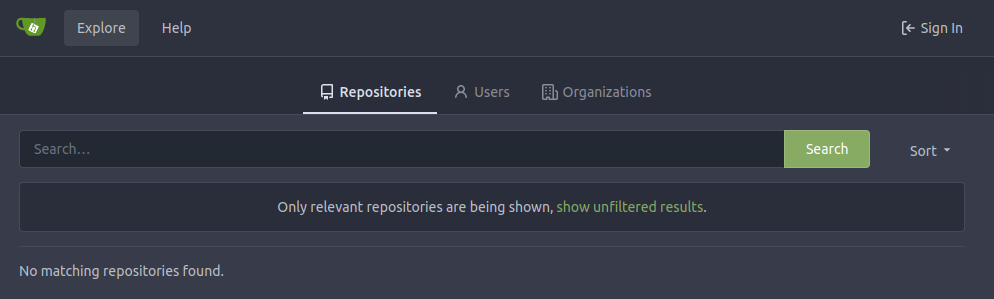 Explore Help Sign In
Repositories Users Organizations
Search... Search Sort
Only relevant repositories are being shown, show unfiltered results.
No matching repositories found.